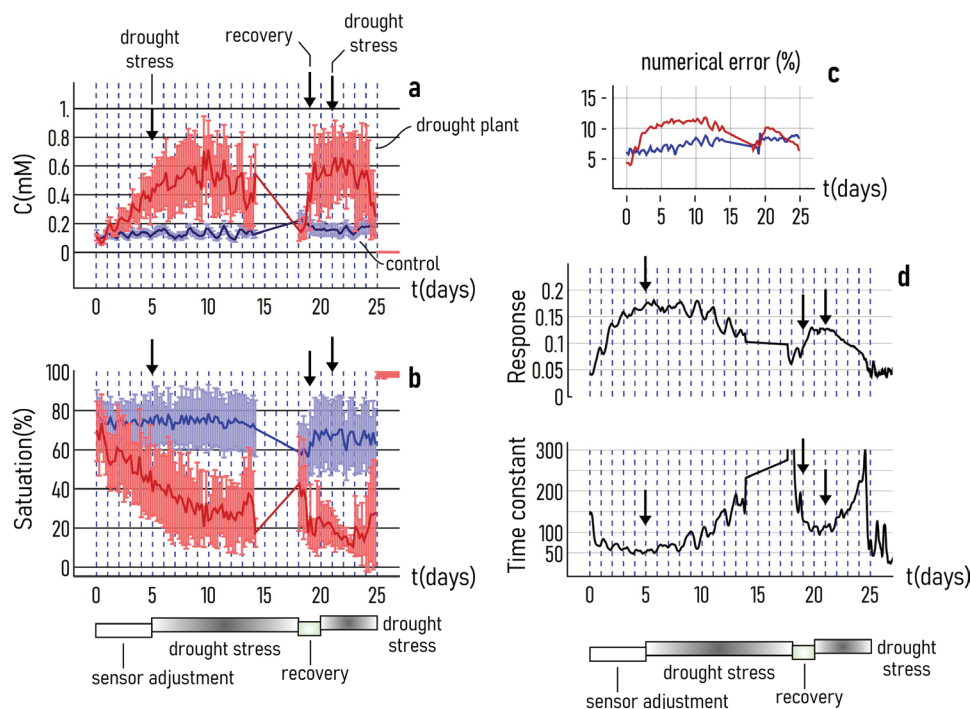 drought
stress
recovery
drought
stress
a
1
0.8
0.6
0.4
0.2
0
C(mM)
drought plant
control
0 5 10 15 20 25
t(days)
b
100
80
60
40
20
0
Satuation(%)
0 5 10 15 20 25
t(days)
drought stress
drought
stress
sensor adjustment
recovery
numerical error (%)
c
15
10
5
t(days)
0 5 10 15 20 25
d
0.2
0.15
0.1
0.05
0
Response
300
200
100
50
Time constant
t(days)
0 5 10 15 20 25
drought stress
drought
stress
sensor adjustment
recovery